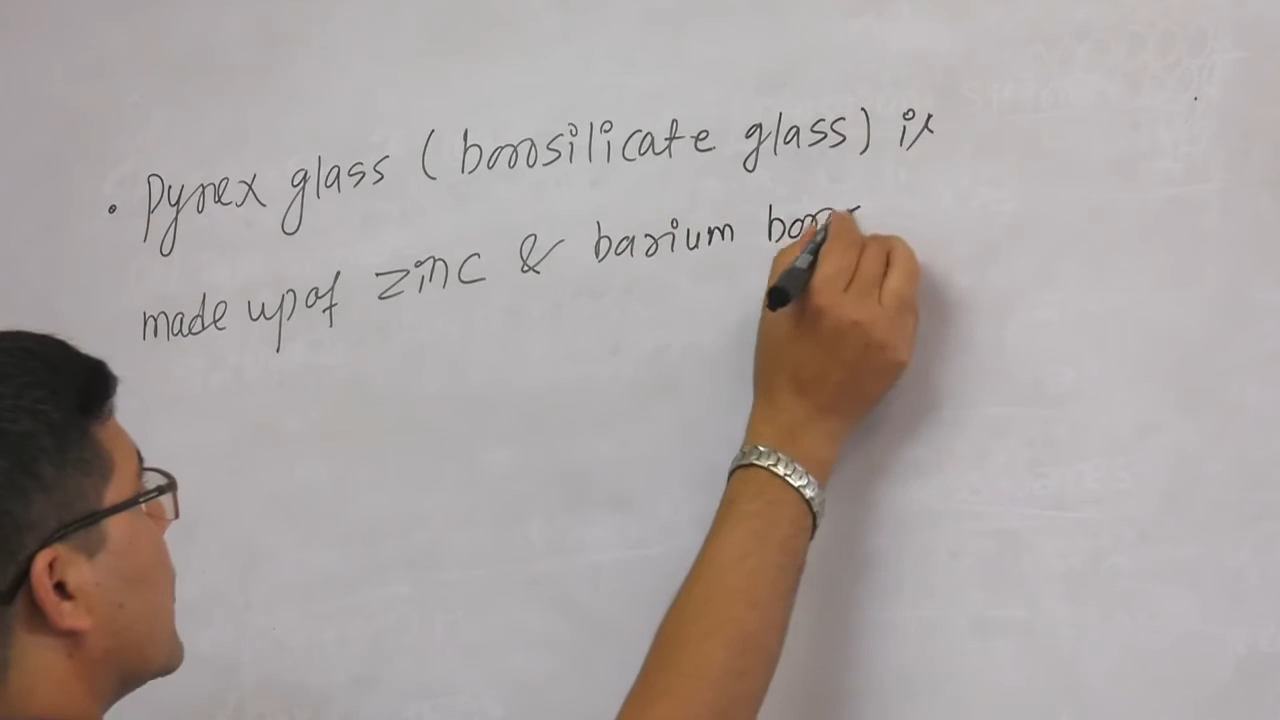 . Pyrex glass (borosilicate glass) is
made up of zinc & barium